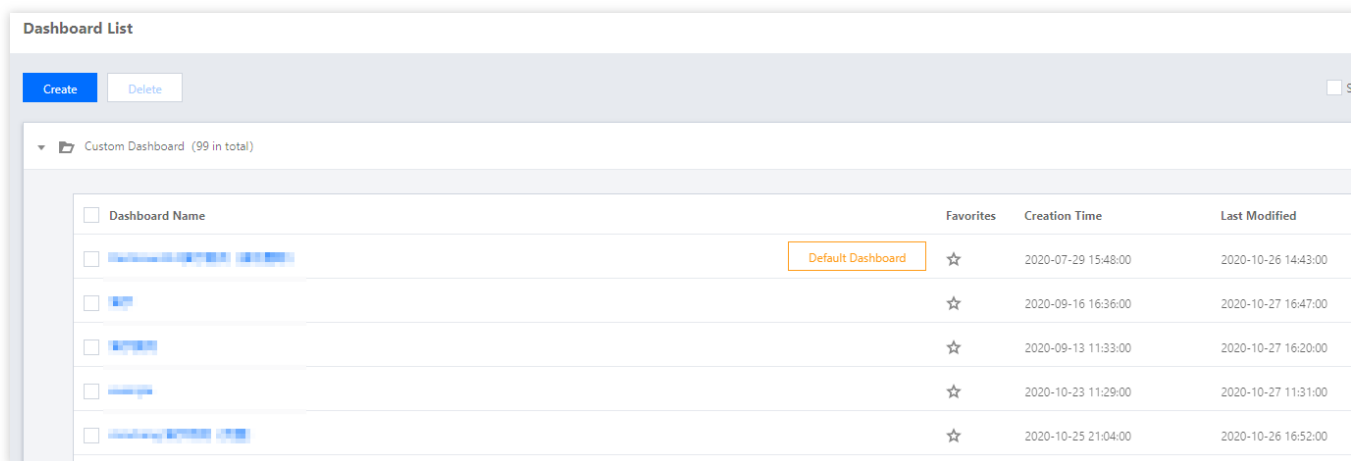 Dashboard List
Create Delete
Custom Dashboard (99 in total)
Dashboard Name Favorites Creation Time Last Modified
Default Dashboard 2020-07-29 15:48:00 2020-10-26 14:43:00
2020-09-16 16:36:00 2020-10-27 16:47:00
2020-09-13 11:33:00 2020-10-27 16:20:00
2020-10-23 11:29:00 2020-10-27 11:31:00
2020-10-25 21:04:00 2020-10-26 16:52:00